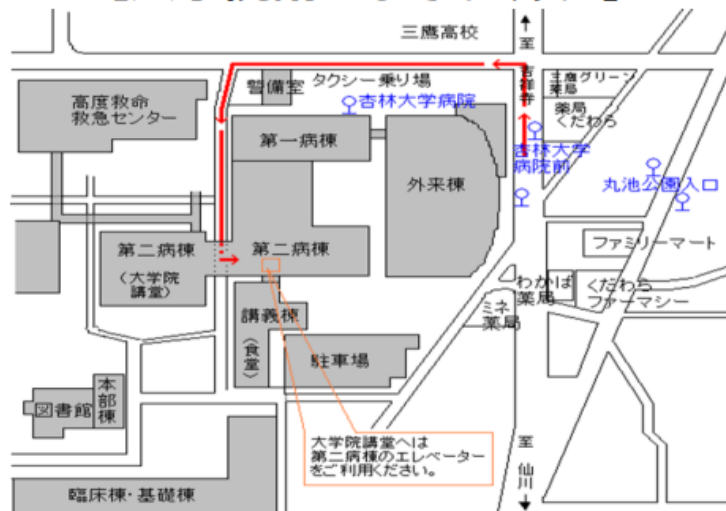 三鷹高校
至
吉祥寺
警備室
タクシー乗り場
杏林大学病院
三鷹グリーン
薬局
薬局
くだわら
高度救命
救急センター
第一病棟
外来棟
杏林大学
病院前
丸池公園入口
第二病棟
(大学院
講堂)
第二病棟
ファミリーマート
わかば
薬局
くだわら
ファーマシー
ミネ
薬局
講義棟
(食堂)
駐車場
本部棟
図書館
大学院講堂へは
第二病棟のエレベーター
をご利用ください。
至
仙川
臨床棟・基礎棟